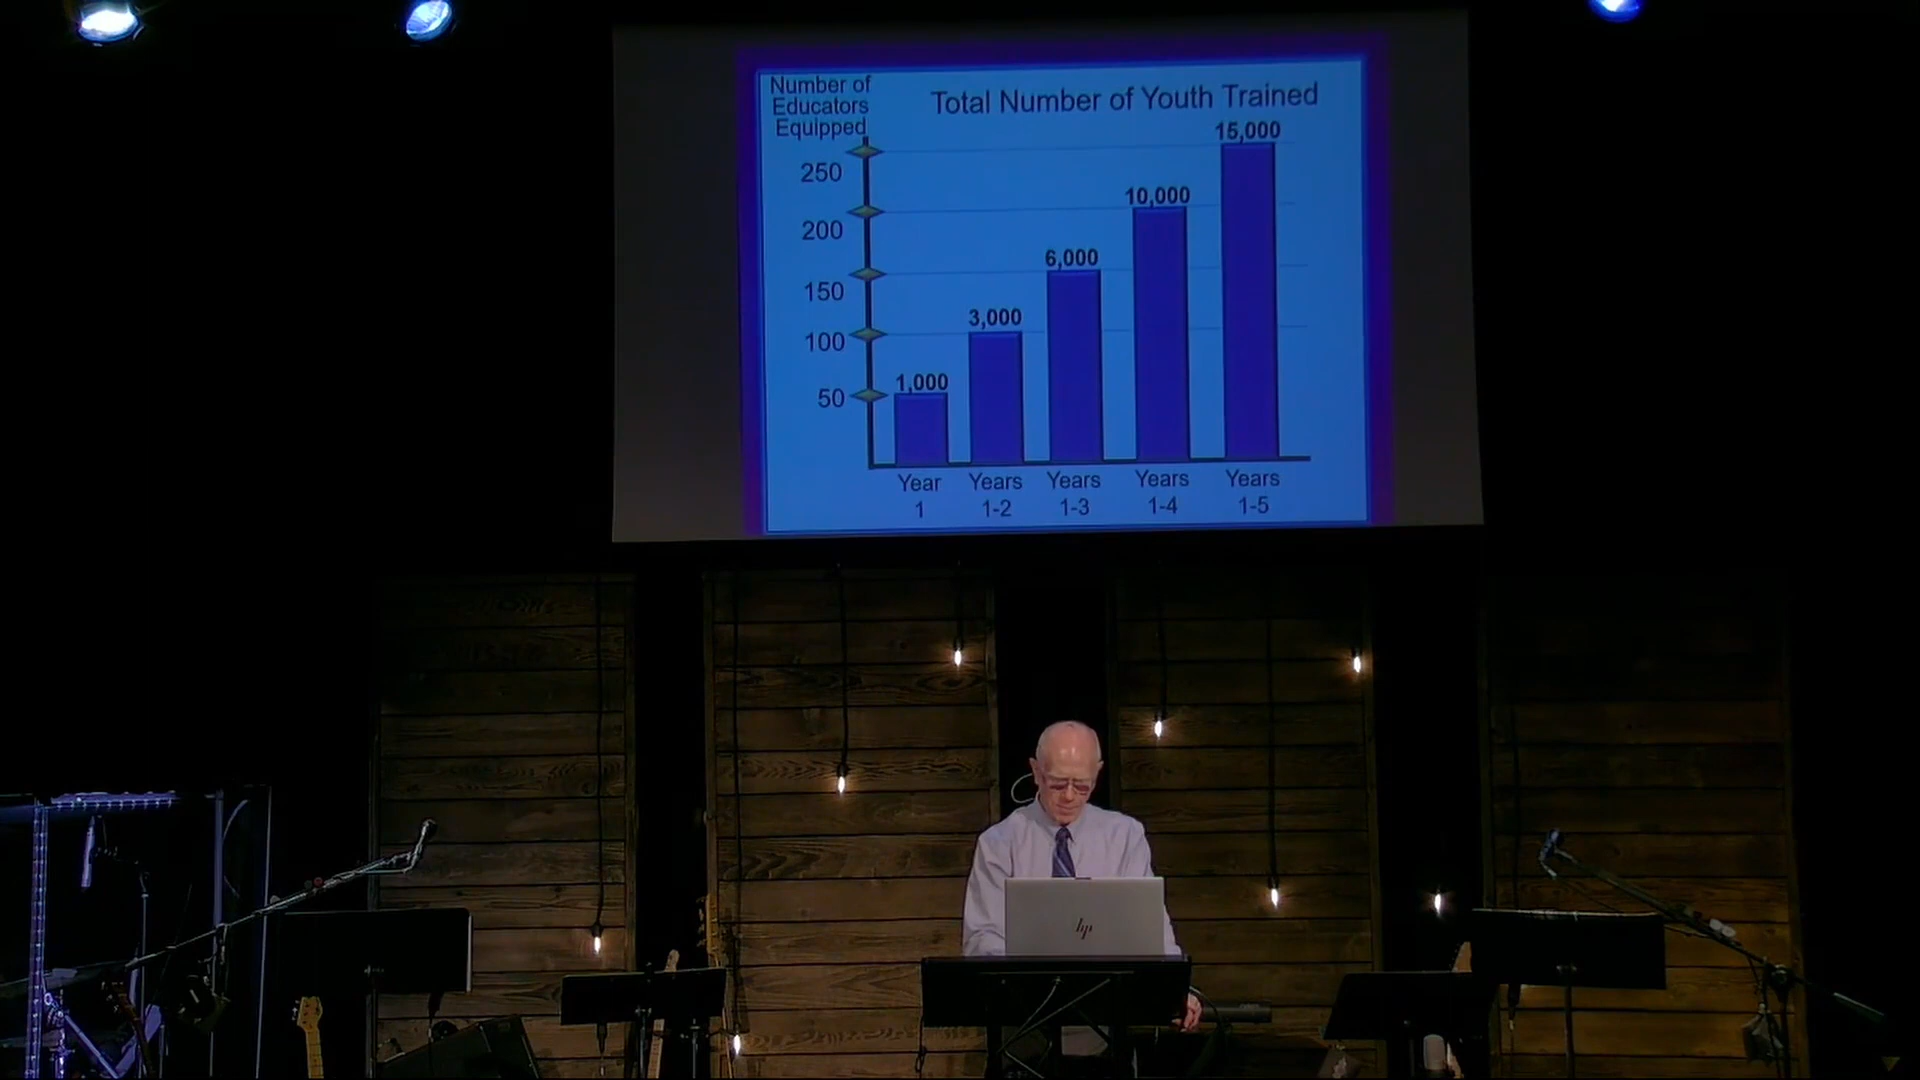 Number of
Educators
Equipped
Total Number of Youth Trained
250
200
150
100
50
1,000
3,000
6,000
10,000
15,000
Year
1
Years
1-2
Years
1-3
Years
1-4
Years
1-5
hp